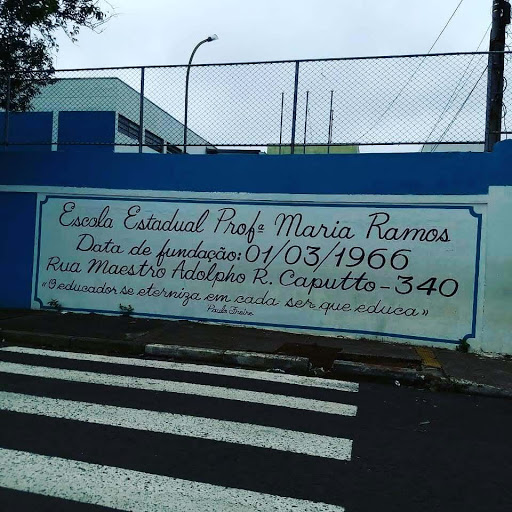 Escola Estadual Profª Maria Ramos
Data de fundação: 01/03/1966
Rua Maestro Adolpho R. Caputto - 340
«O educador se eterniza em cada ser que educa»
Paulo Freire